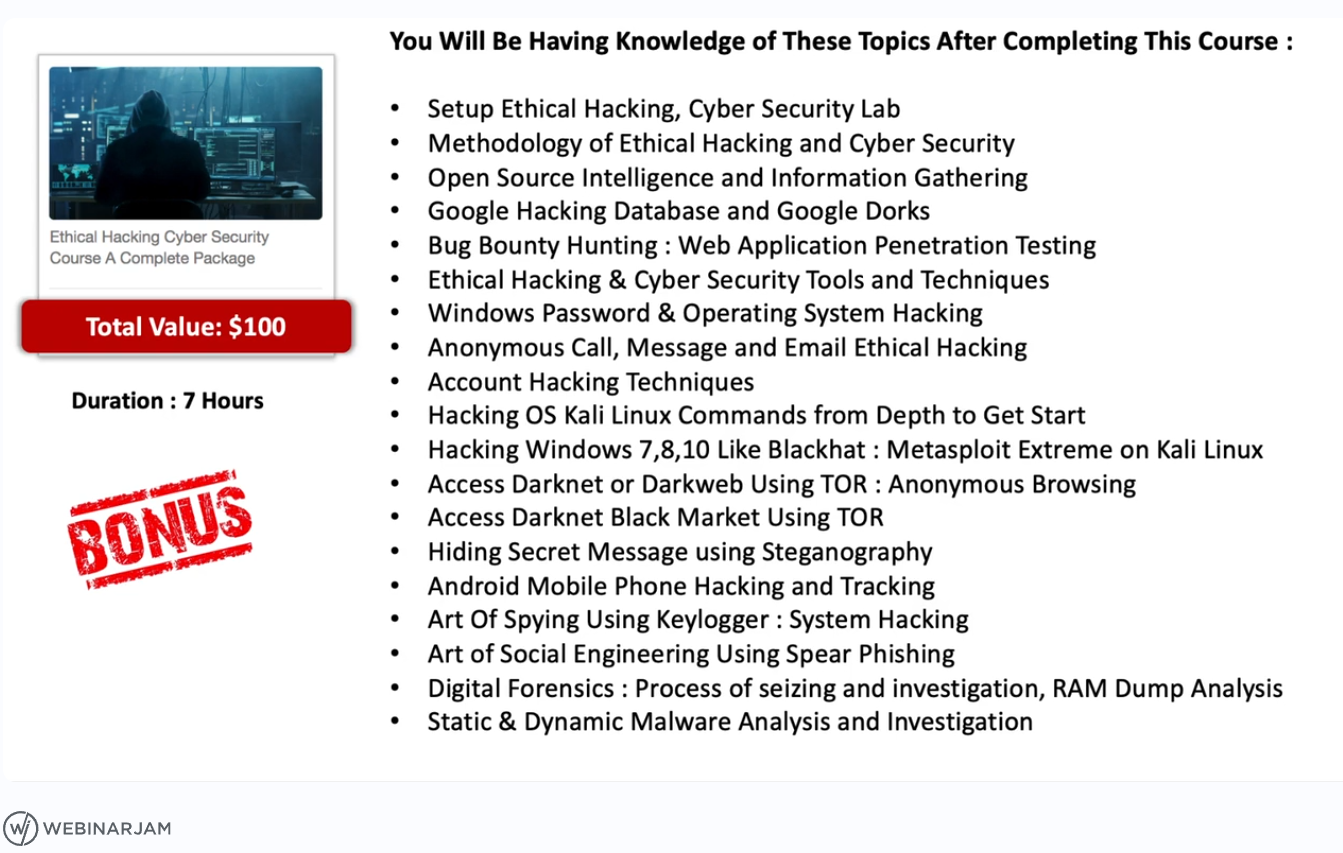 You Will Be Having Knowledge of These Topics After Completing This Course :
Ethical Hacking Cyber Security
Course A Complete Package
Total Value: $100
Duration : 7 Hours
BONUS
• Setup Ethical Hacking, Cyber Security Lab
• Methodology of Ethical Hacking and Cyber Security
• Open Source Intelligence and Information Gathering
• Google Hacking Database and Google Dorks
• Bug Bounty Hunting : Web Application Penetration Testing
• Ethical Hacking & Cyber Security Tools and Techniques
• Windows Password & Operating System Hacking
• Anonymous Call, Message and Email Ethical Hacking
• Account Hacking Techniques
• Hacking OS Kali Linux Commands from Depth to Get Start
• Hacking Windows 7,8,10 Like Blackhat : Metasploit Extreme on Kali Linux
• Access Darknet or Darkweb Using TOR : Anonymous Browsing
• Access Darknet Black Market Using TOR
• Hiding Secret Message using Steganography
• Android Mobile Phone Hacking and Tracking
• Art Of Spying Using Keylogger : System Hacking
• Art of Social Engineering Using Spear Phishing
• Digital Forensics : Process of seizing and investigation, RAM Dump Analysis
• Static & Dynamic Malware Analysis and Investigation
WEBINARJAM